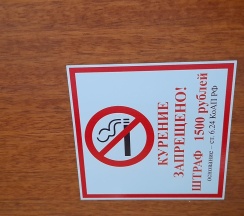 КУРЕНИЕ
ЗАПРЕЩЕНО!
ШТРАФ 1500 рублей
основание – ст. 6.24 КоАП РФ